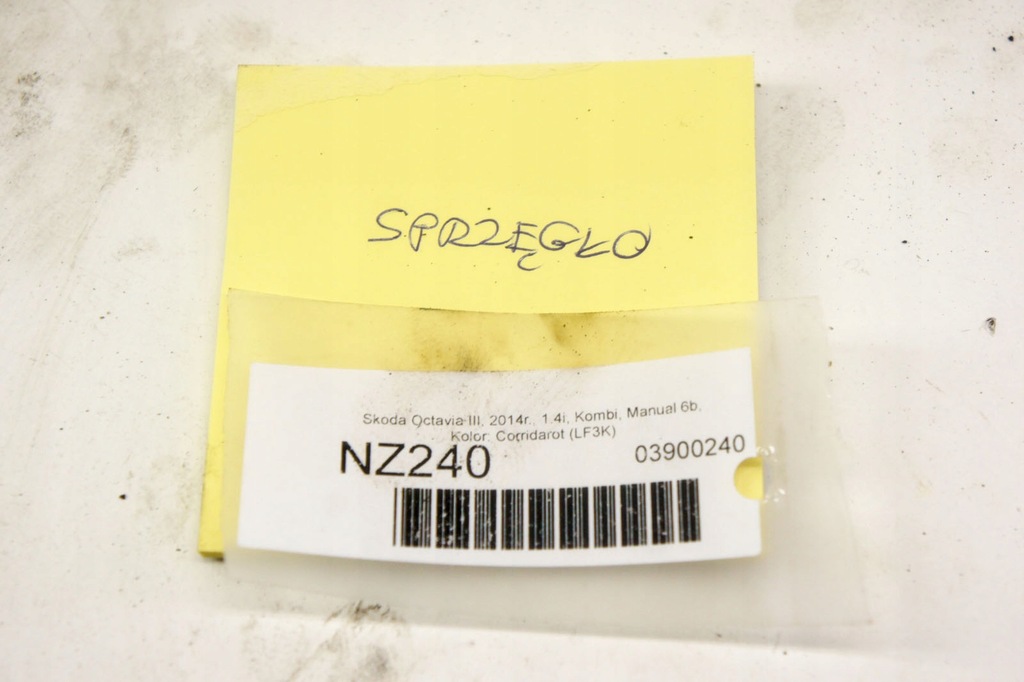 SPRZĘGŁO
Skoda Octavia III, 2014r., 1.4i, Kombi, Manual 6b,
Kolor: Corridarot (LF3K)
NZ240 03900240